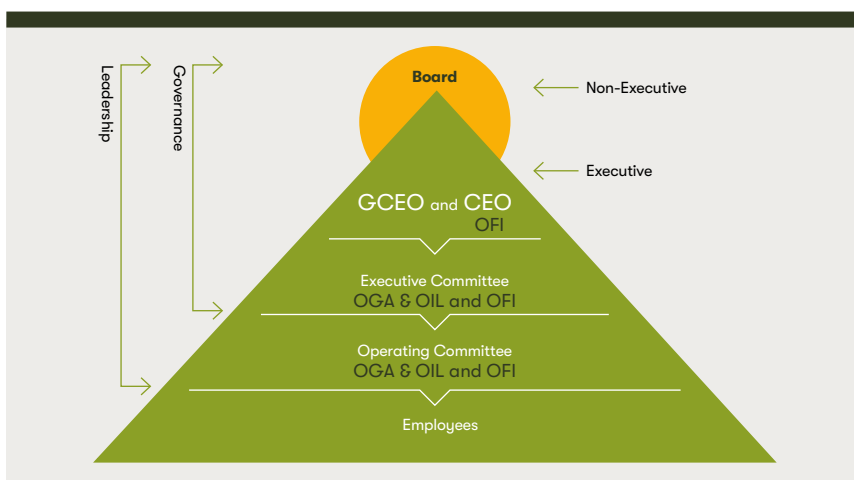 Leadership
Governance
Board
Non-Executive
Executive
GCEO and CEO
OFI
Executive Committee
OGA & OIL and OFI
Operating Committee
OGA & OIL and OFI
Employees